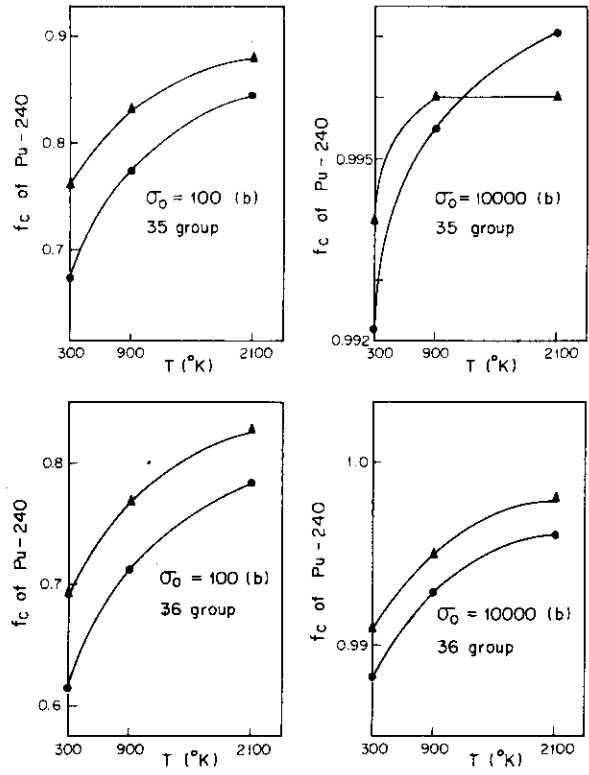 0.9
0.8
0.7
fc of Pu - 240
σ₀ = 100 (b)
35 group
300 900 2100
T (°K)
0.995
0.992
fc of Pu - 240
σ₀ = 10000 (b)
35 group
300 900 2100
T (°K)
0.8
0.7
0.6
fc of Pu - 240
σ₀ = 100 (b)
36 group
300 900 2100
T (°K)
1.0
0.99
fc of Pu - 240
σ₀ = 10000 (b)
36 group
300 900 2100
T (°K)